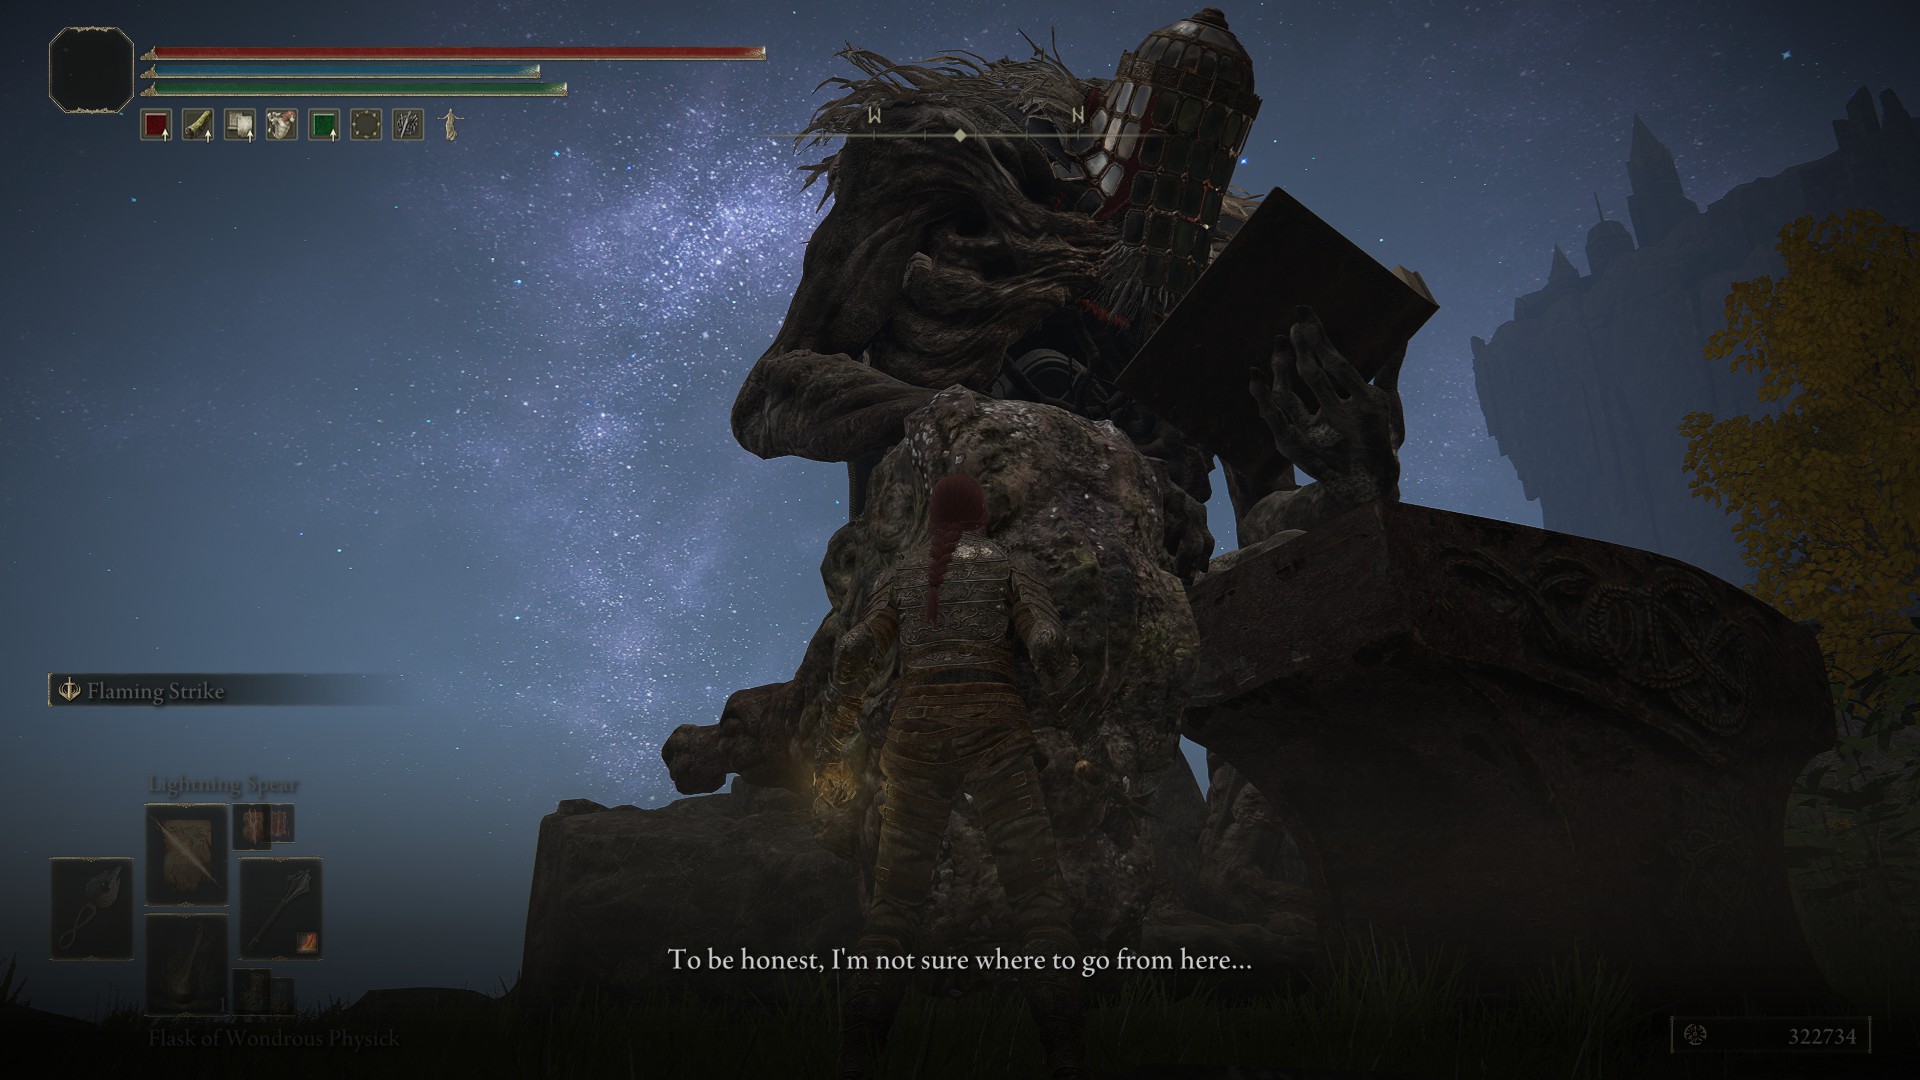 W
N
Flaming Strike
Lightning Spear
1
Flask of Wondrous Physick
To be honest, I'm not sure where to go from here...
322734